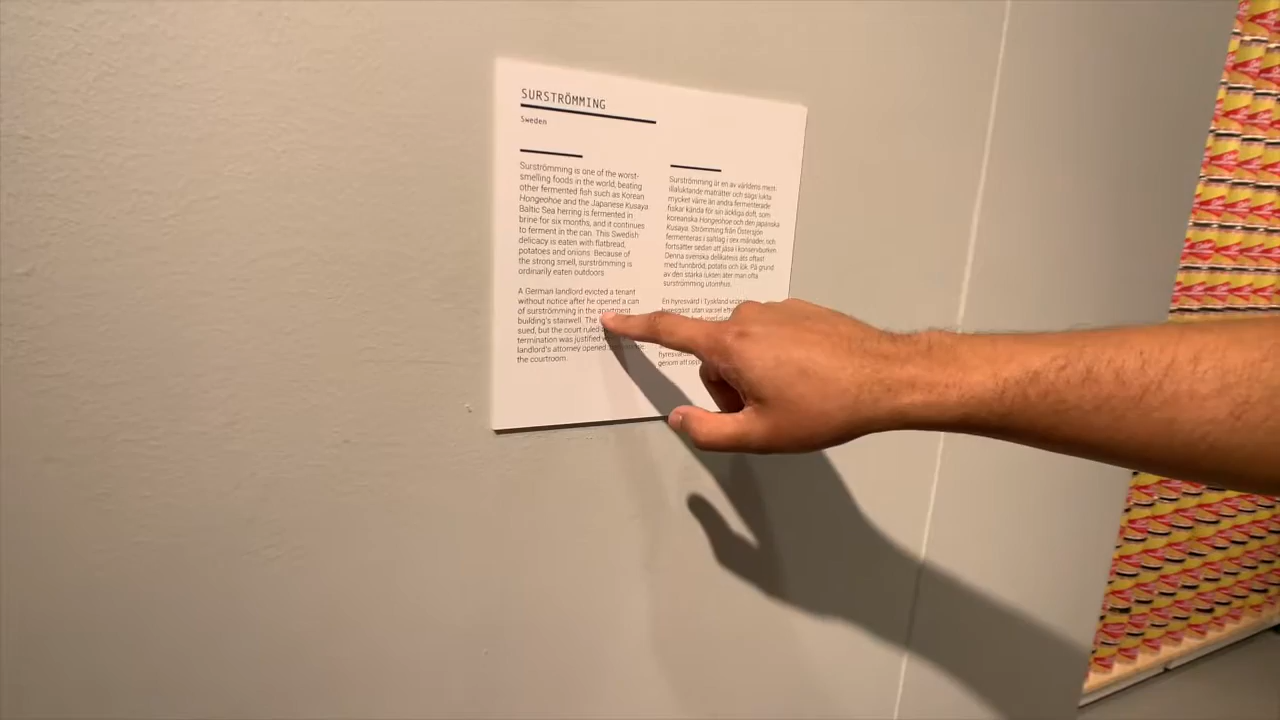 SURSTRÖMMING
Sweden
Surströmming is one of the worst-
smelling foods in the world, beating
other fermented fish such as Korean
Hongeohoe and the Japanese Kusaya.
Baltic Sea herring is fermented in
brine for six months, and it continues
to ferment in the can. This Swedish
delicacy is eaten with flatbread,
potatoes and onions. Because of
the strong smell, surströmming is
ordinarily eaten outdoors.
A German landlord evicted a tenant
without notice after he opened a can
of surströmming in the apartment
building's stairwell. The
sued, but the court ruled
termination was justified
landlord's attorney opened
the courtroom.
Surströmming är en av världens mest
illaluktande maträtter och sägs lukta
mycket värre än andra fermenterade
fiskar kända för sin äckliga doft, som
koreanska Hongeohoe och den japanska
Kusaya. Strömming från Östersjön
fermenteras i saltlag i sex månader, och
fortsätter sedan att jäsa i konservburken.
Denna svenska delikatess äts oftast
med tunnbröd, potatis och lök. På grund
av den starka lukten äter man ofta
surströmming utomhus.
En hyresvärd i Tyskland
hyresgäst utan varsel
genom att